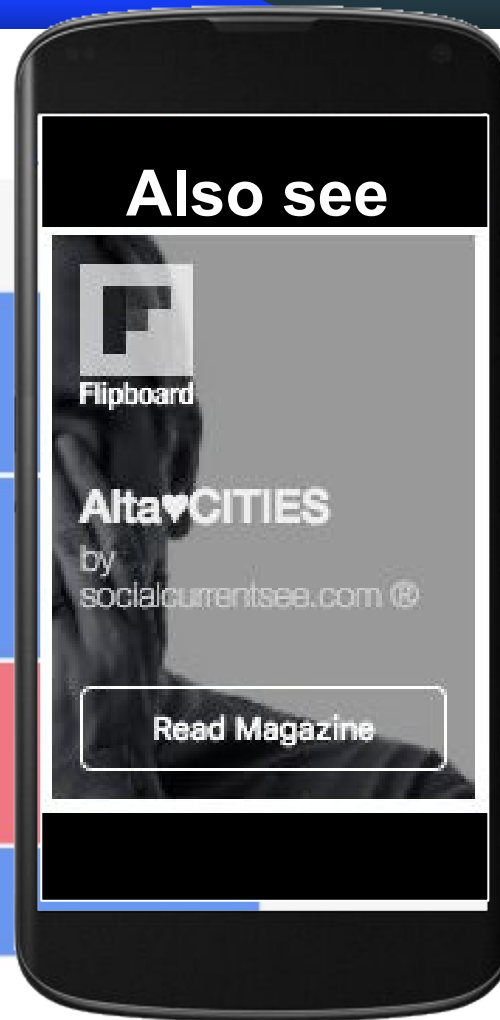 Also see
Flipboard
Alta♥CITIES
by
socialcurrentsee.com ®
Read Magazine